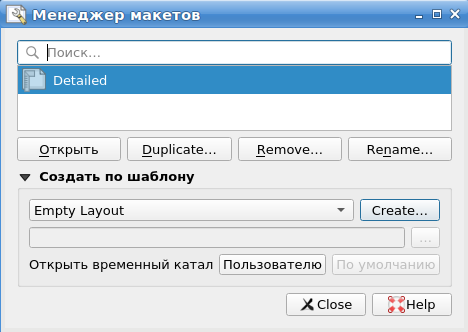 Менеджер макетов
Поиск...
Detailed
Открыть Duplicate... Remove... Rename...
Создать по шаблону
Empty Layout Create...
...
Открыть временный катал Пользователю По умолчанию
Close Help